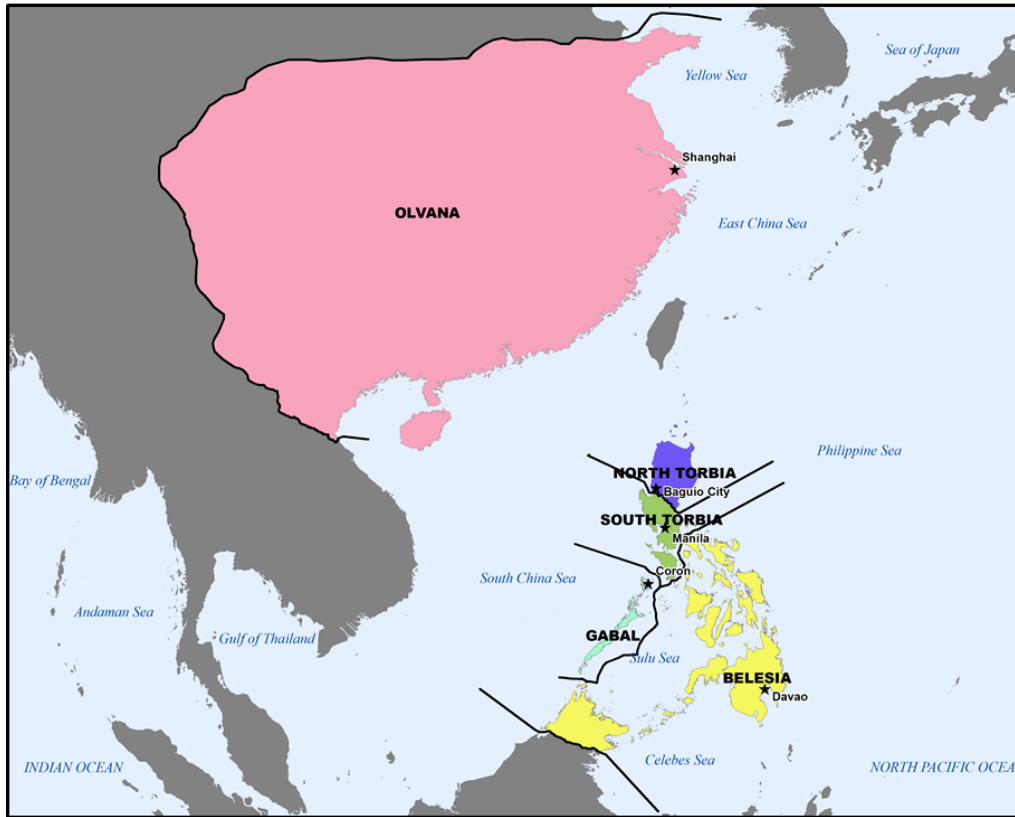 Sea of Japan
Yellow Sea
Shanghai
OLVANA
East China Sea
Philippine Sea
NORTH TORBIA
Bay of Bengal
Baguio City
SOUTH TORBIA
Manila
Coron
South China Sea
Andaman Sea
Gulf of Thailand
GABAL
Sulu Sea
BELESIA
Davao
Celebes Sea
INDIAN OCEAN
NORTH PACIFIC OCEA